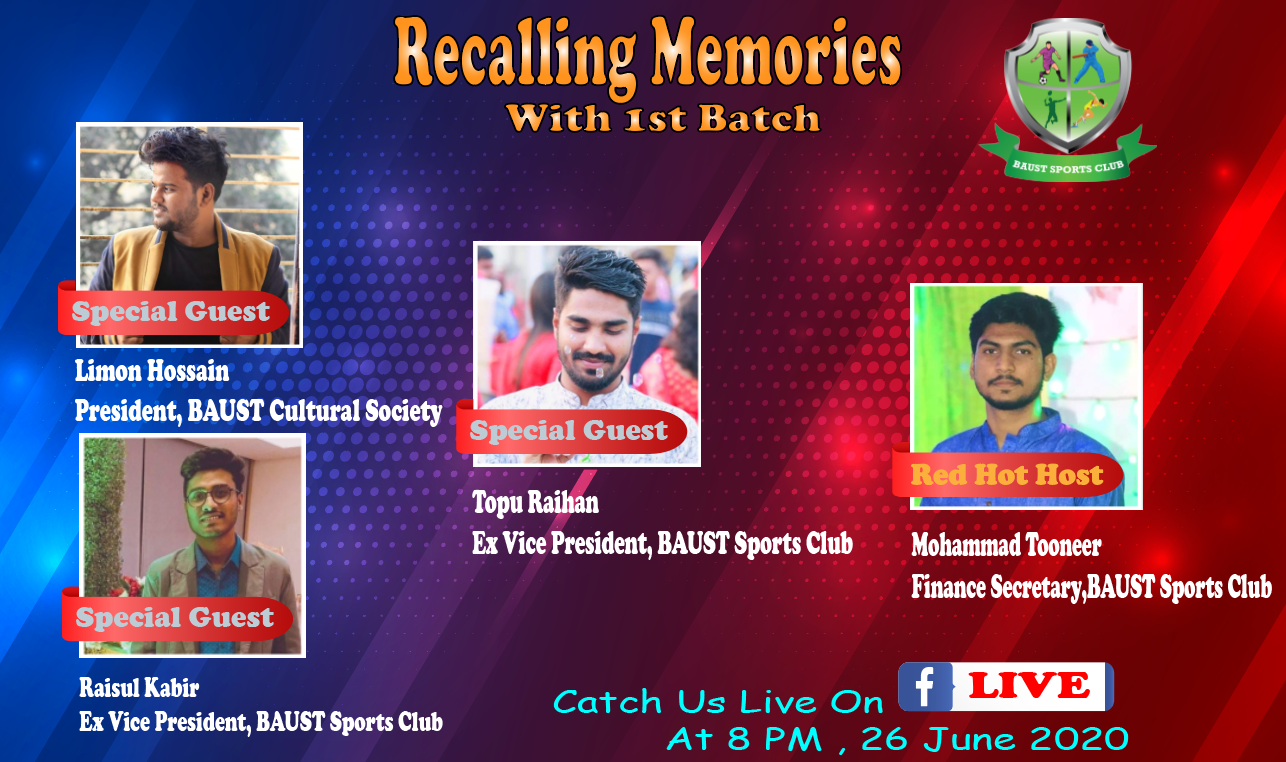 Recalling Memories
With 1st Batch
BAUST SPORTS CLUB
Special Guest
Limon Hossain
President, BAUST Cultural Society
Special Guest
Raisul Kabir
Ex Vice President, BAUST Sports Club
Special Guest
Topu Raihan
Ex Vice President, BAUST Sports Club
Red Hot Host
Mohammad Tooneer
Finance Secretary,BAUST Sports Club
Catch Us Live On f LIVE
At 8 PM , 26 June 2020